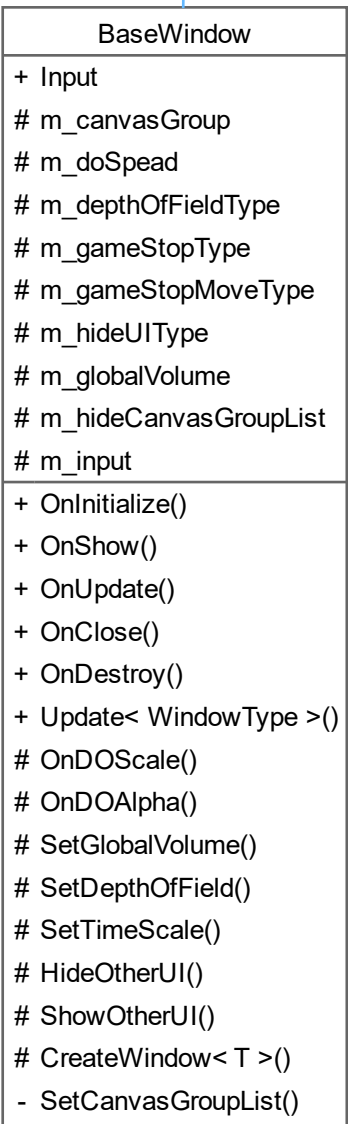 BaseWindow
+ Input
# m_canvasGroup
# m_doSpead
# m_depthOfFieldType
# m_gameStopType
# m_gameStopMoveType
# m_hideUIType
# m_globalVolume
# m_hideCanvasGroupList
# m_input
+ OnInitialize()
+ OnShow()
+ OnUpdate()
+ OnClose()
+ OnDestroy()
+ Update< WindowType >()
# OnDOScale()
# OnDOAlpha()
# SetGlobalVolume()
# SetDepthOfField()
# SetTimeScale()
# HideOtherUI()
# ShowOtherUI()
# CreateWindow< T >()
- SetCanvasGroupList()